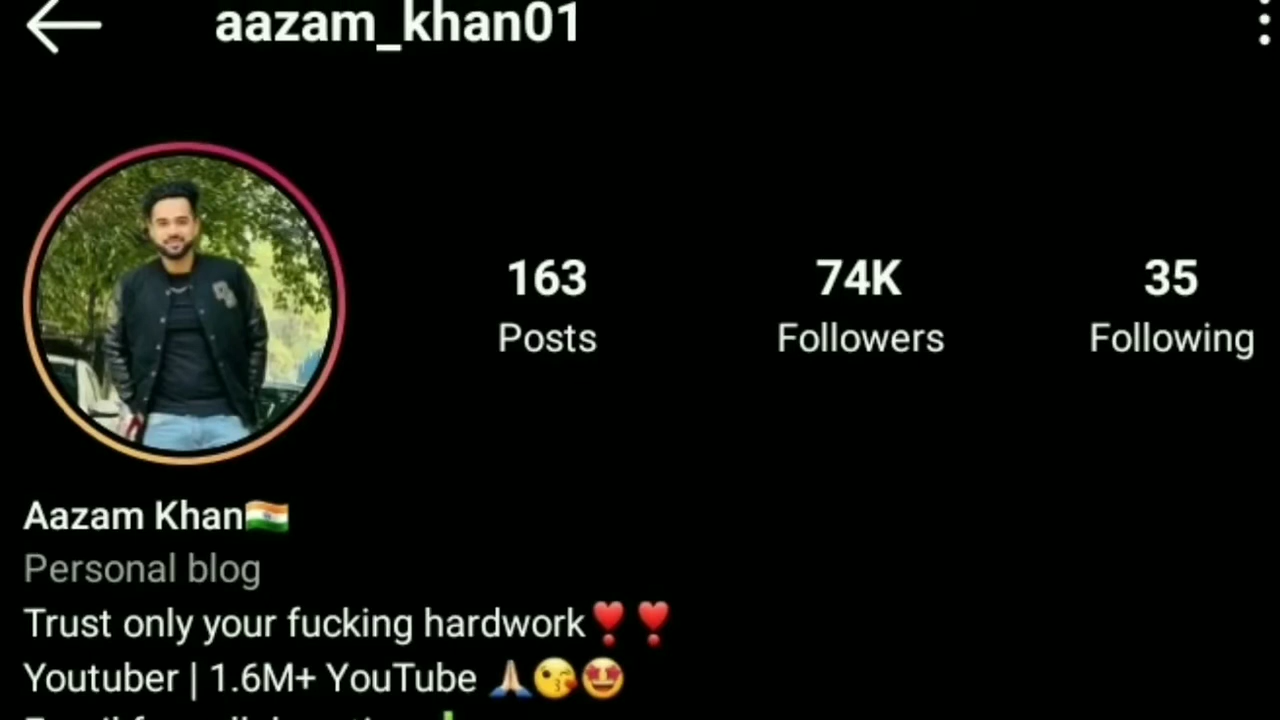 aazam_khan01
163
Posts
74K
Followers
35
Following
Aazam Khan🇮🇳
Personal blog
Trust only your fucking hardwork❣️❣️
Youtuber | 1.6M+ YouTube 🙏🏻😘🤩